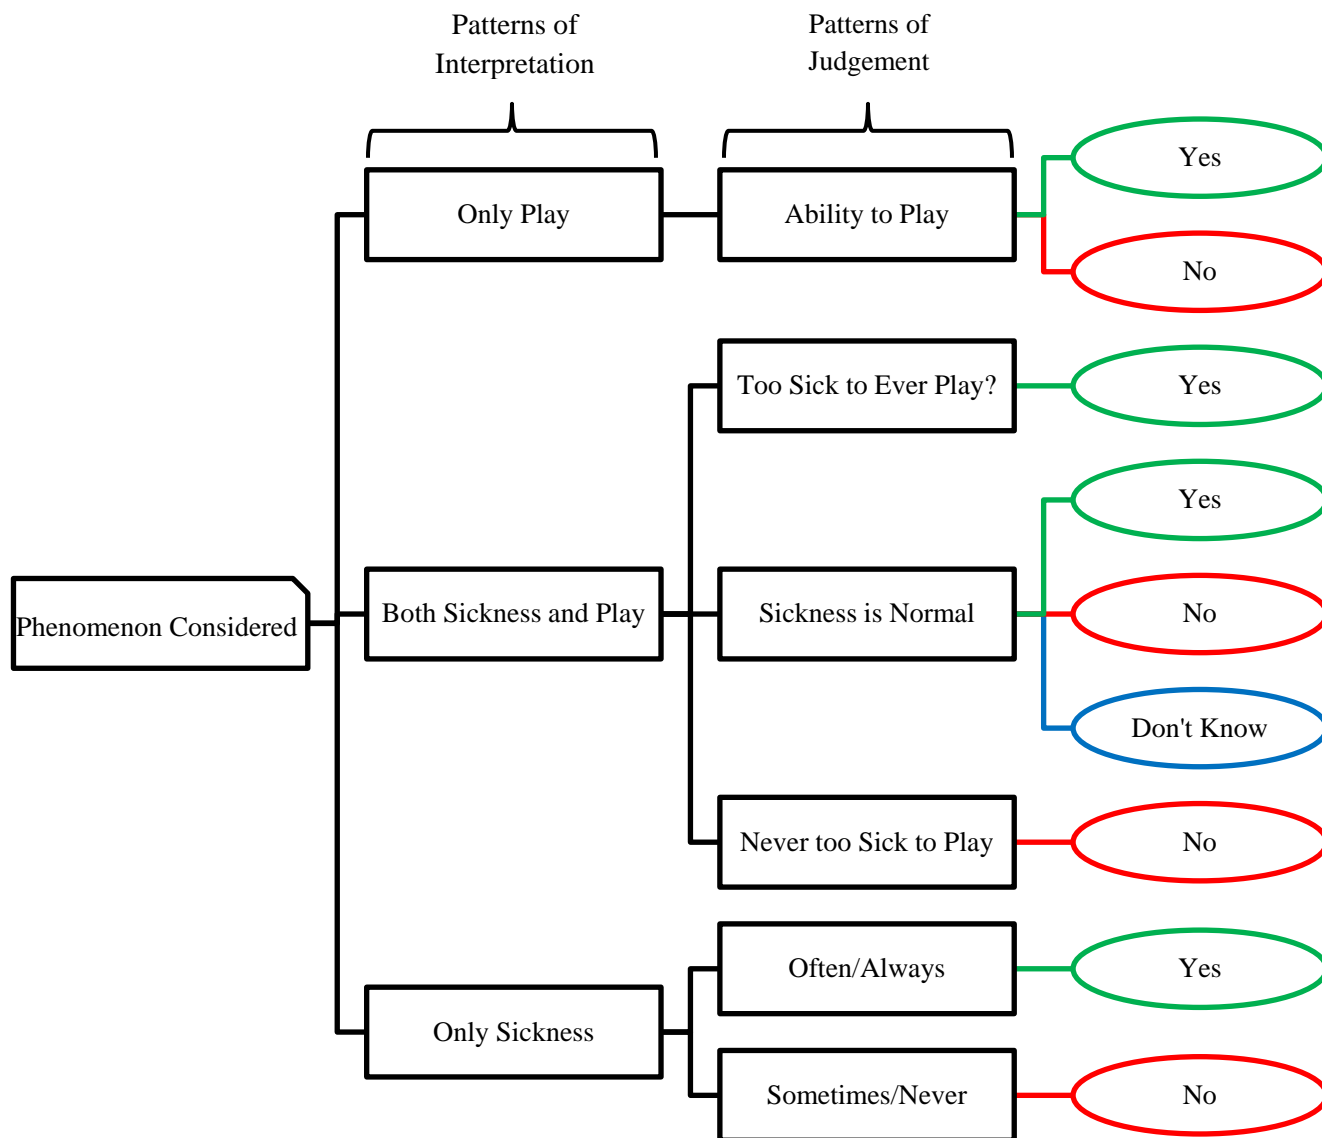 Patterns of
Interpretation
Patterns of
Judgement
Phenomenon Considered
Only Play
Ability to Play
Yes
No
Both Sickness and Play
Too Sick to Ever Play?
Yes
Sickness is Normal
Yes
No
Don't Know
Never too Sick to Play
No
Only Sickness
Often/Always
Yes
Sometimes/Never
No